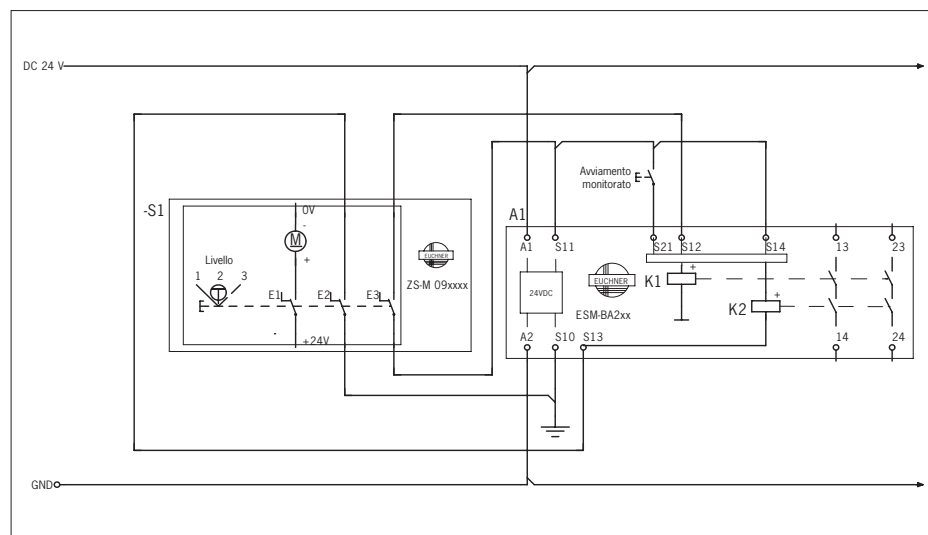 DC 24 V
Avviamento
monitorato
-S1
0V
-
M
+
Livello
1 2 3
E1 E2 E3
+24V
EUCHNER
ZS-M 09xxxx
A1
A1 S11 S21 S12 S14 13 23
24VDC
EUCHNER
ESM-BA2xx
K1
+
K2
+
A2 S10 S13 14 24
GND